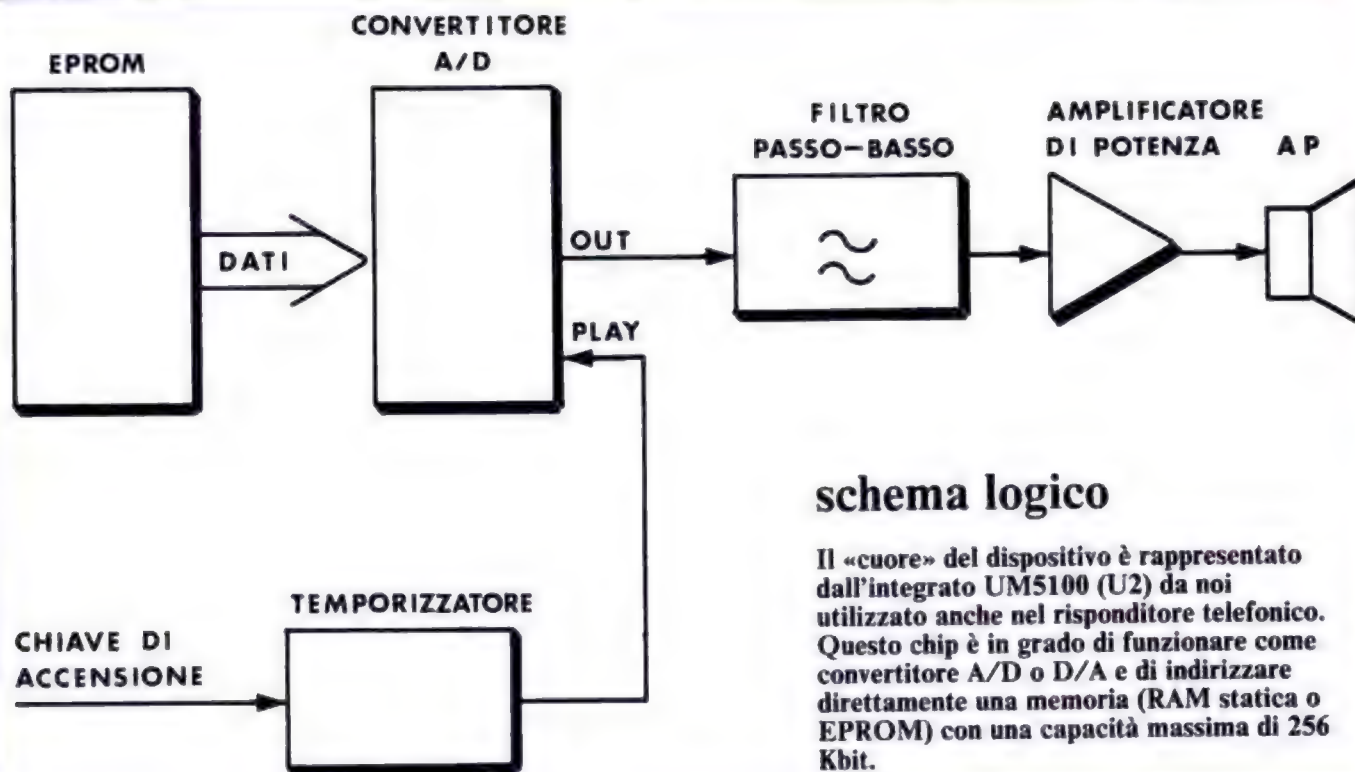 CONVERTITORE
A/D
EPROM
FILTRO
PASSO-BASSO
AMPLIFICATORE
DI POTENZA
AP
DATI
OUT
PLAY
TEMPORIZZATORE
CHIAVE DI
ACCENSIONE
schema logico
Il «cuore» del dispositivo è rappresentato
dall'integrato UM5100 (U2) da noi
utilizzato anche nel risponditore telefonico.
Questo chip è in grado di funzionare come
convertitore A/D o D/A e di indirizzare
direttamente una memoria (RAM statica o
EPROM) con una capacità massima di 256
Kbit.